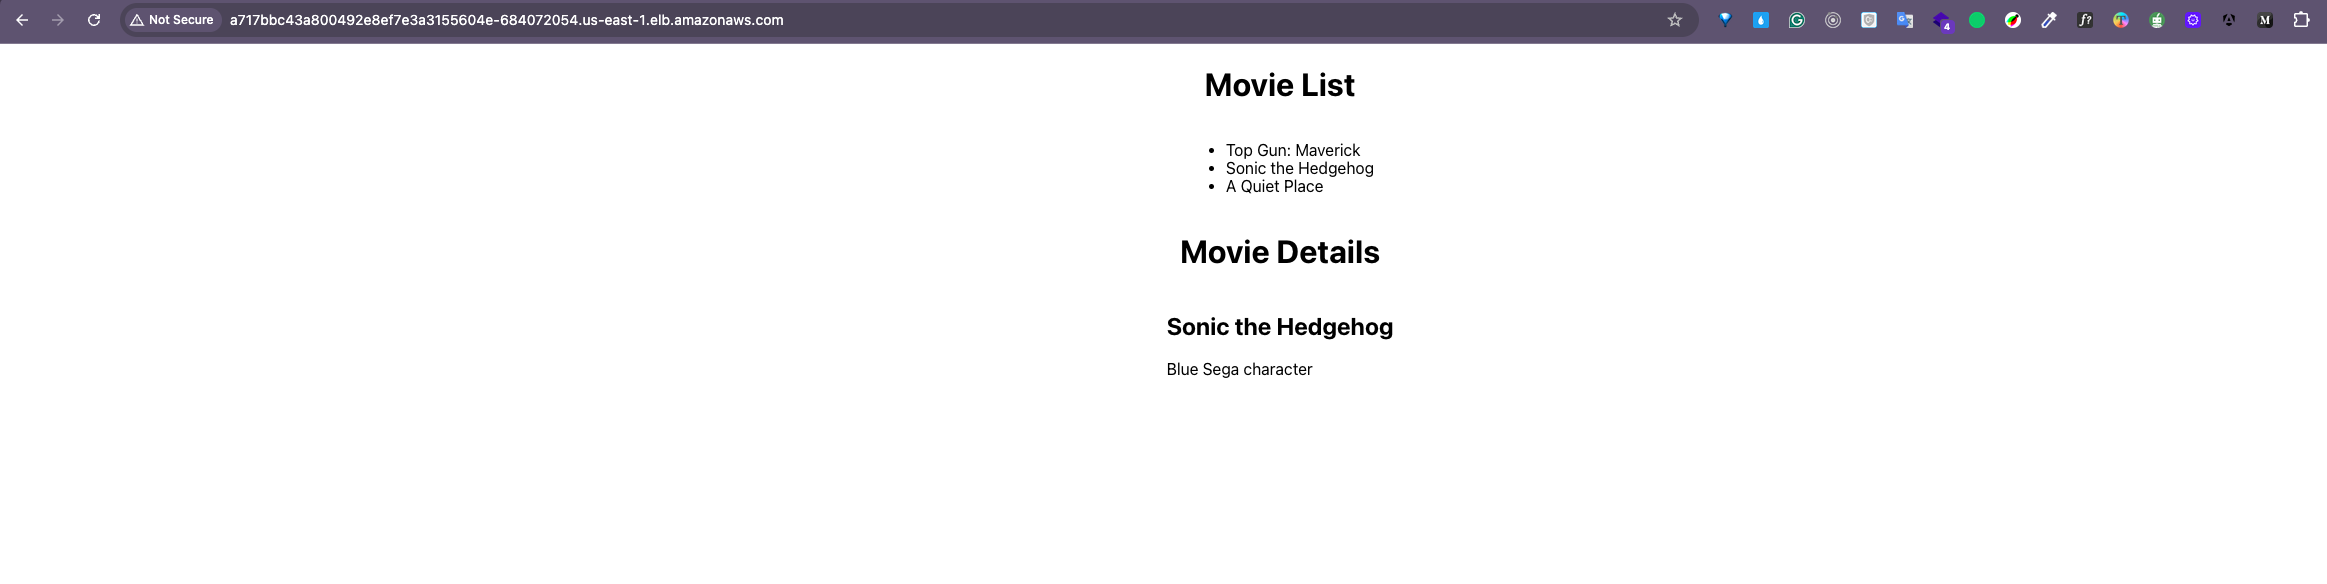 Not Secure a717bbc43a800492e8ef7e3a3155604e-684072054.us-east-1.elb.amazonaws.com
4
f?
T
M
Movie List
Top Gun: Maverick
Sonic the Hedgehog
A Quiet Place
Movie Details
Sonic the Hedgehog
Blue Sega character